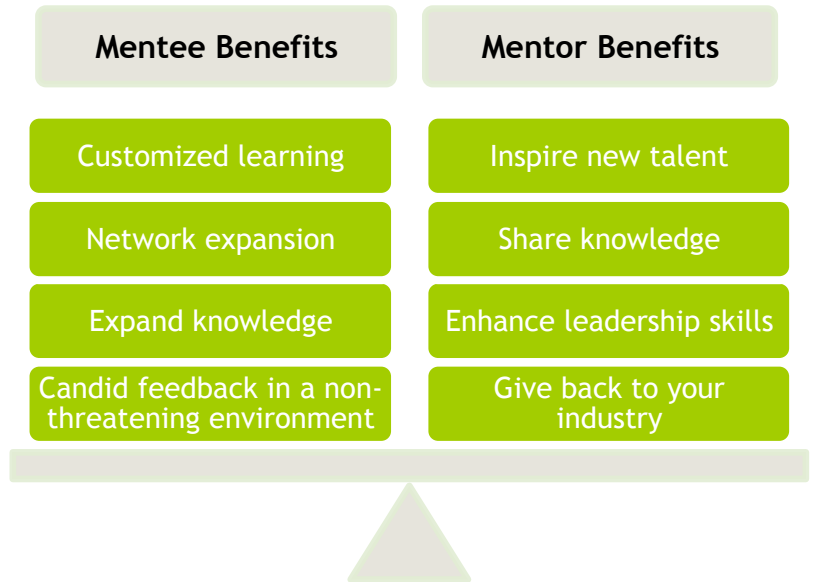 Mentee Benefits
Mentor Benefits
Customized learning
Inspire new talent
Network expansion
Share knowledge
Expand knowledge
Enhance leadership skills
Candid feedback in a non-
threatening environment
Give back to your
industry